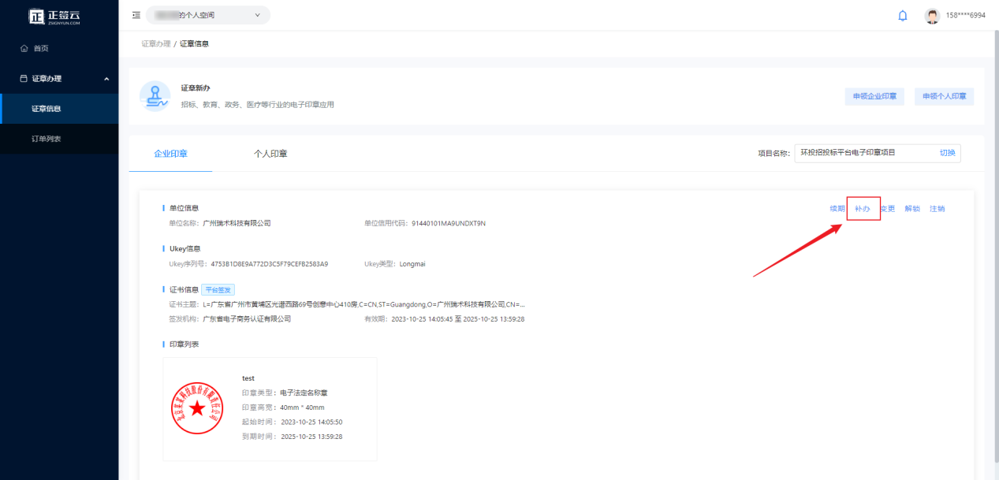 正签云
ZSIGNYUN.COM
的个人空间
158****6994
首页
证章办理
证章信息
订单列表
证章办理 / 证章信息
证章新办
招标、教育、政务、医疗等行业的电子印章应用
申领企业印章
申领个人印章
企业印章
个人印章
项目名称: 环投招投标平台电子印章项目 切换
单位信息
续期 补办 变更 解锁 注销
单位名称: 广州瑞术科技有限公司
单位信用代码: 91440101MA9UNDXT9N
Ukey信息
Ukey序列号: 4753B1D8E9A772D3C5F79CEFB2583A9
Ukey类型: Longmai
证书信息 平台签发
证书主题: L=广东省广州市黄埔区光谱西路69号创意中心410房,C=CN,ST=Guangdong,O=广州瑞术科技有限公司,CN=...
签发机构: 广东省电子商务认证有限公司
有效期: 2023-10-25 14:05:45 至 2025-10-25 13:59:28
印章列表
test
印章类型: 电子法定名称章
印章高宽: 40mm * 40mm
起始时间: 2023-10-25 14:05:50
到期时间: 2025-10-25 13:59:28